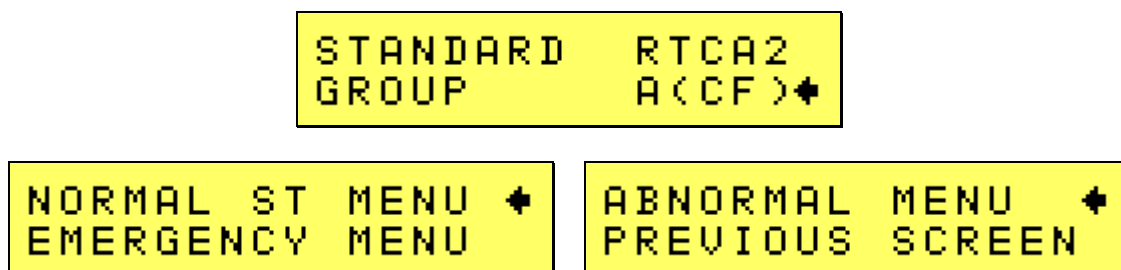 STANDARD RTCA2
GROUP A(CF)←
NORMAL ST MENU ←
EMERGENCY MENU
ABNORMAL MENU ←
PREVIOUS SCREEN